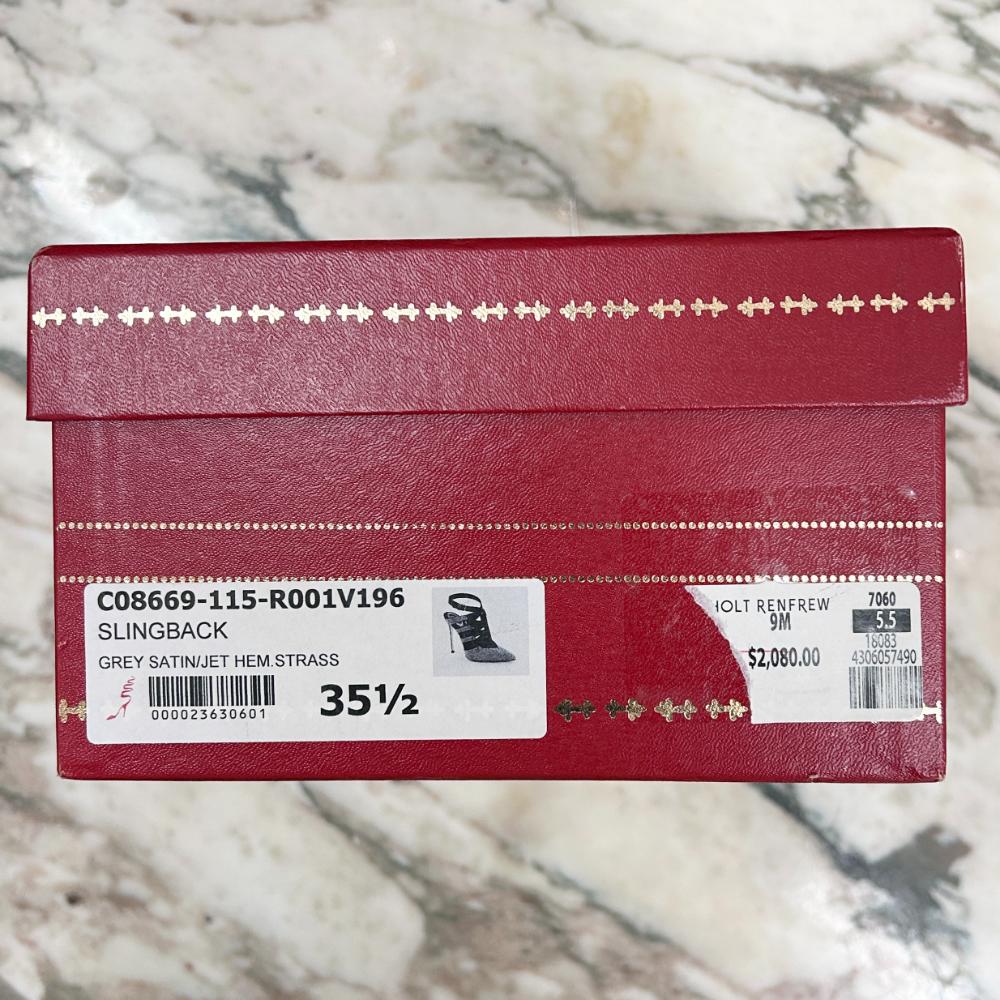 C08669-115-R001V196
SLINGBACK
GREY SATIN/JET HEM.STRASS
000023630601
35½
HOLT RENFREW
9M
$2,080.00
7060
5.5
18083
4306057490